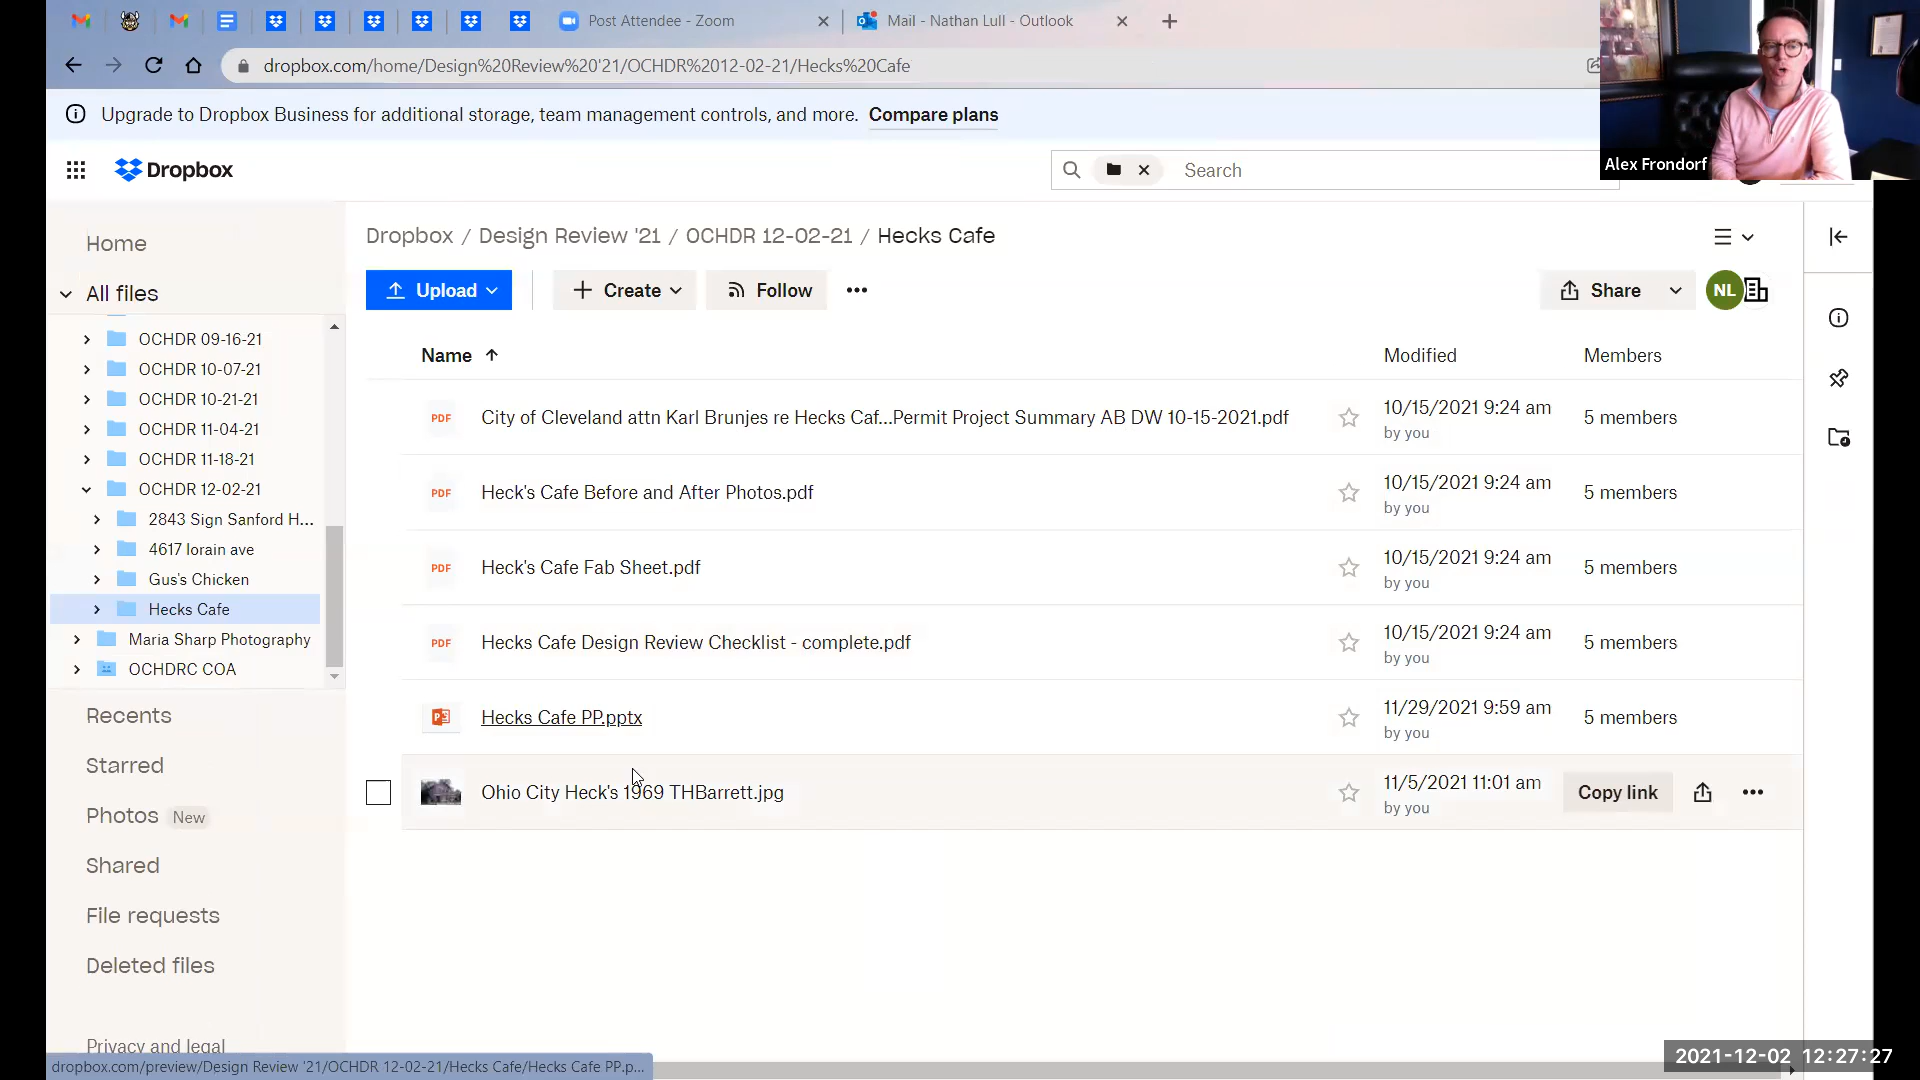 Post Attendee - Zoom
Mail - Nathan Lull - Outlook
dropbox.com/home/Design%20Review%20'21/OCHDR%2012-02-21/Hecks%20Cafe
Upgrade to Dropbox Business for additional storage, team management controls, and more. Compare plans
Alex Frondorf
Dropbox
Search
Home
All files
OCHDR 09-16-21
OCHDR 10-07-21
OCHDR 10-21-21
OCHDR 11-04-21
OCHDR 11-18-21
OCHDR 12-02-21
2843 Sign Sanford H...
4617 lorain ave
Gus's Chicken
Hecks Cafe
Maria Sharp Photography
OCHDRC COA
Recents
Starred
Photos New
Shared
File requests
Deleted files
Privacy and legal
Dropbox / Design Review '21 / OCHDR 12-02-21 / Hecks Cafe
Upload
Create
Follow
Share
NL
Name
Modified
Members
PDF City of Cleveland attn Karl Brunjes re Hecks Caf...Permit Project Summary AB DW 10-15-2021.pdf
10/15/2021 9:24 am
by you
5 members
PDF Heck's Cafe Before and After Photos.pdf
10/15/2021 9:24 am
by you
5 members
PDF Heck's Cafe Fab Sheet.pdf
10/15/2021 9:24 am
by you
5 members
PDF Hecks Cafe Design Review Checklist - complete.pdf
10/15/2021 9:24 am
by you
5 members
Hecks Cafe PP.pptx
11/29/2021 9:59 am
by you
5 members
Ohio City Heck's 1969 THBarrett.jpg
11/5/2021 11:01 am
by you
Copy link
dropbox.com/preview/Design Review '21/OCHDR 12-02-21/Hecks Cafe/Hecks Cafe PP.p...
2021-12-02 12:27:27